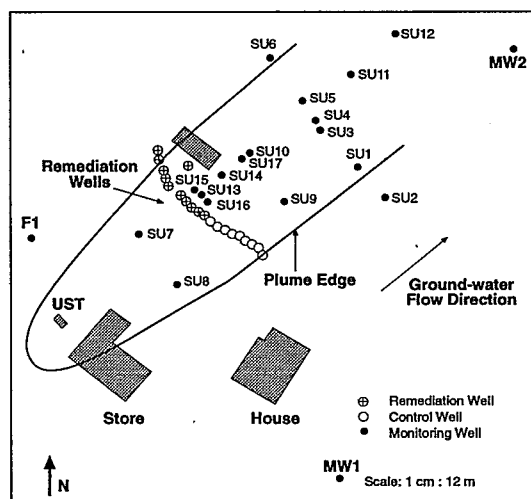 SU6
SU12
MW2
SU11
SU5
SU4
SU3
SU10
SU17
SU1
Remediation
Wells
SU15
SU14
SU13
SU16
SU9
SU2
F1
SU7
SU8
Plume Edge
Ground-water
Flow Direction
UST
Store
House
Remediation Well
Control Well
Monitoring Well
MW1
Scale: 1 cm : 12 m
N